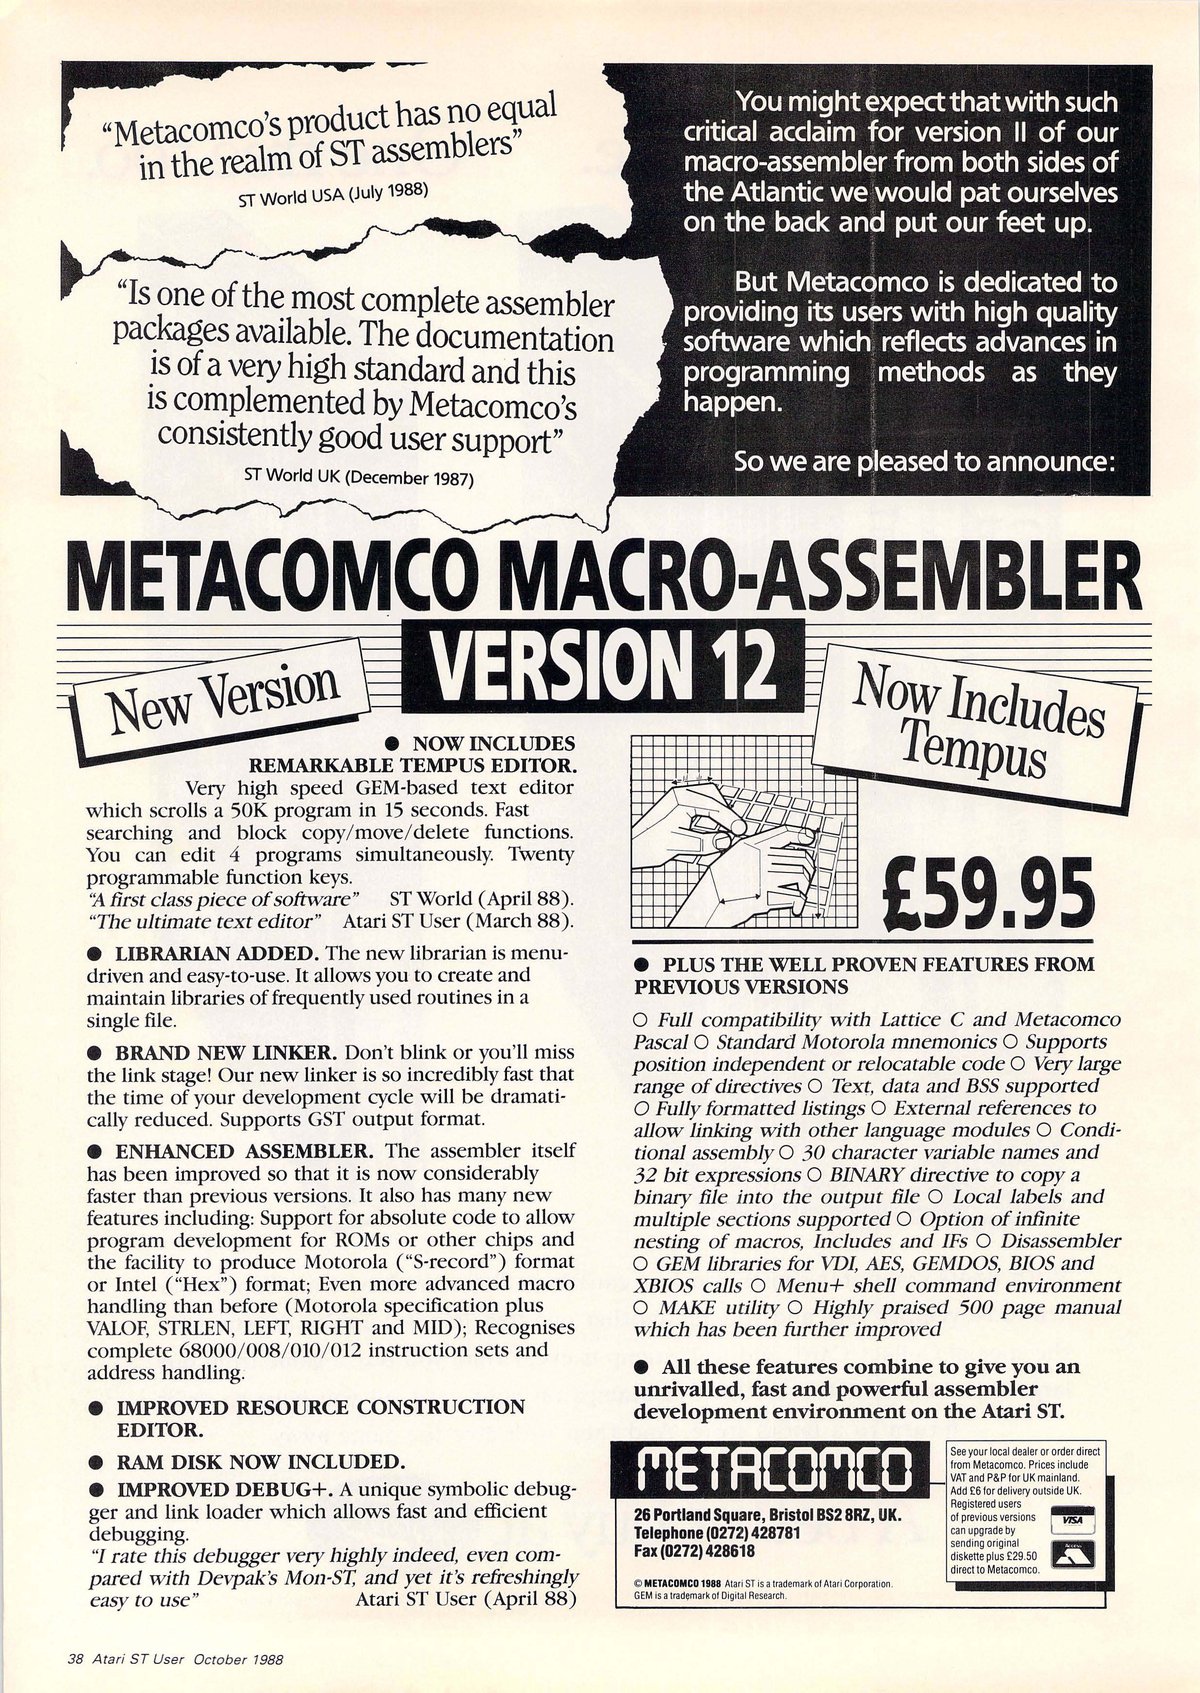 “Metacomco’s product has no equal
in the realm of ST assemblers”
ST World USA (July 1988)
“Is one of the most complete assembler
packages available. The documentation
is of a very high standard and this
is complemented by Metacomco’s
consistently good user support”
ST World UK (December 1987)
You might expect that with such
critical acclaim for version II of our
macro-assembler from both sides of
the Atlantic we would pat ourselves
on the back and put our feet up.
But Metacomco is dedicated to
providing its users with high quality
software which reflects advances in
programming methods as they
happen.
So we are pleased to announce:
METACOMCO MACRO-ASSEMBLER
VERSION 12
New Version
Now Includes
Tempus
● NOW INCLUDES
REMARKABLE TEMPUS EDITOR.
Very high speed GEM-based text editor
which scrolls a 50K program in 15 seconds. Fast
searching and block copy/move/delete functions.
You can edit 4 programs simultaneously. Twenty
programmable function keys.
“A first class piece of software” ST World (April 88).
“The ultimate text editor” Atari ST User (March 88).
● LIBRARIAN ADDED. The new librarian is menu-
driven and easy-to-use. It allows you to create and
maintain libraries of frequently used routines in a
single file.
● BRAND NEW LINKER. Don’t blink or you’ll miss
the link stage! Our new linker is so incredibly fast that
the time of your development cycle will be dramati-
cally reduced. Supports GST output format.
● ENHANCED ASSEMBLER. The assembler itself
has been improved so that it is now considerably
faster than previous versions. It also has many new
features including: Support for absolute code to allow
program development for ROMs or other chips and
the facility to produce Motorola (“S-record”) format
or Intel (“Hex”) format; Even more advanced macro
handling than before (Motorola specification plus
VALOF, STRLEN, LEFT, RIGHT and MID); Recognises
complete 68000/008/010/012 instruction sets and
address handling.
● IMPROVED RESOURCE CONSTRUCTION
EDITOR.
● RAM DISK NOW INCLUDED.
● IMPROVED DEBUG+. A unique symbolic debug-
ger and link loader which allows fast and efficient
debugging.
“I rate this debugger very highly indeed, even com-
pared with Devpak’s Mon-ST, and yet it’s refreshingly
easy to use” Atari ST User (April 88)
£59.95
● PLUS THE WELL PROVEN FEATURES FROM
PREVIOUS VERSIONS
○ Full compatibility with Lattice C and Metacomco
Pascal ○ Standard Motorola mnemonics ○ Supports
position independent or relocatable code ○ Very large
range of directives ○ Text, data and BSS supported
○ Fully formatted listings ○ External references to
allow linking with other language modules ○ Condi-
tional assembly ○ 30 character variable names and
32 bit expressions ○ BINARY directive to copy a
binary file into the output file ○ Local labels and
multiple sections supported ○ Option of infinite
nesting of macros, Includes and IFs ○ Disassembler
○ GEM libraries for VDI, AES, GEMDOS, BIOS and
XBIOS calls ○ Menu+ shell command environment
○ MAKE utility ○ Highly praised 500 page manual
which has been further improved
● All these features combine to give you an
unrivalled, fast and powerful assembler
development environment on the Atari ST.
METACOMCO
26 Portland Square, Bristol BS2 8RZ, UK.
Telephone (0272) 428781
Fax (0272) 428618
© METACOMCO 1988 Atari ST is a trademark of Atari Corporation.
GEM is a trademark of Digital Research.
See your local dealer or order direct
from Metacomco. Prices include
VAT and P&P for UK mainland.
Add £6 for delivery outside UK.
Registered users
of previous versions
can upgrade by
sending original
diskette plus £29.50
direct to Metacomco.
VISA
Access
38 Atari ST User October 1988